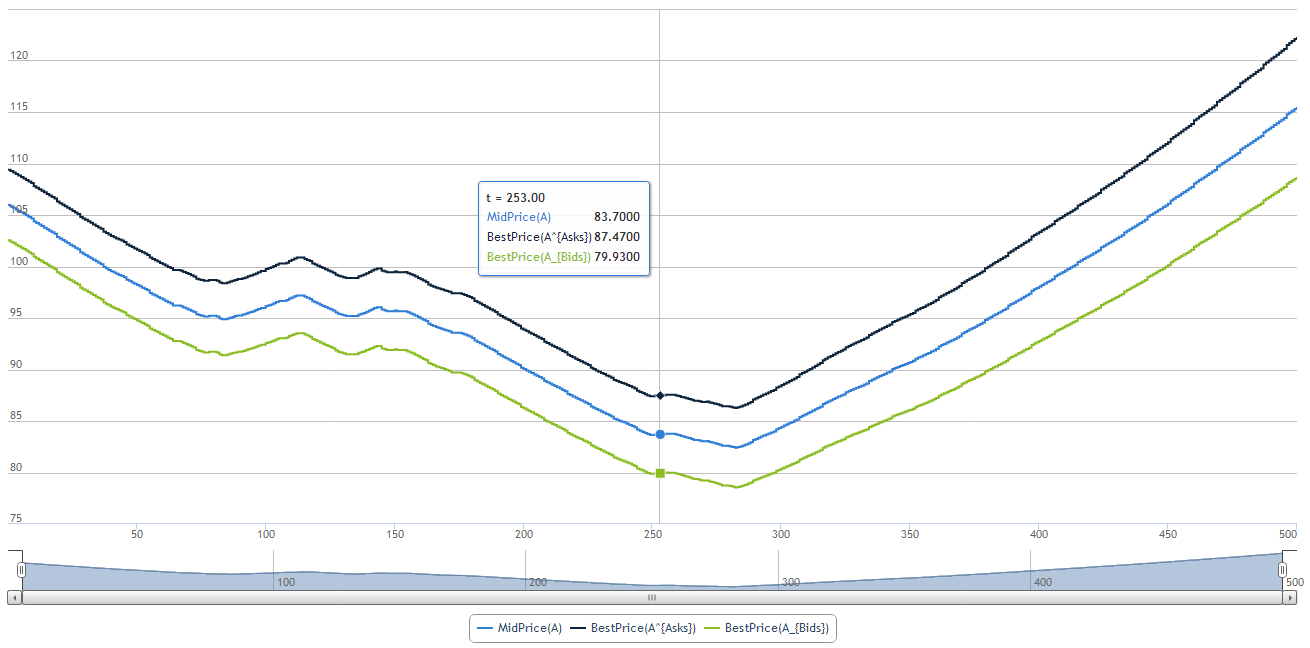 120
115
110
105
100
95
90
85
80
75
t = 253.00
MidPrice(A) 83.7000
BestPrice(A^{Asks}) 87.4700
BestPrice(A_{Bids}) 79.9300
50 100 150 200 250 300 350 400 450 500
100 200 300 400 500
MidPrice(A) BestPrice(A^{Asks}) BestPrice(A_{Bids})